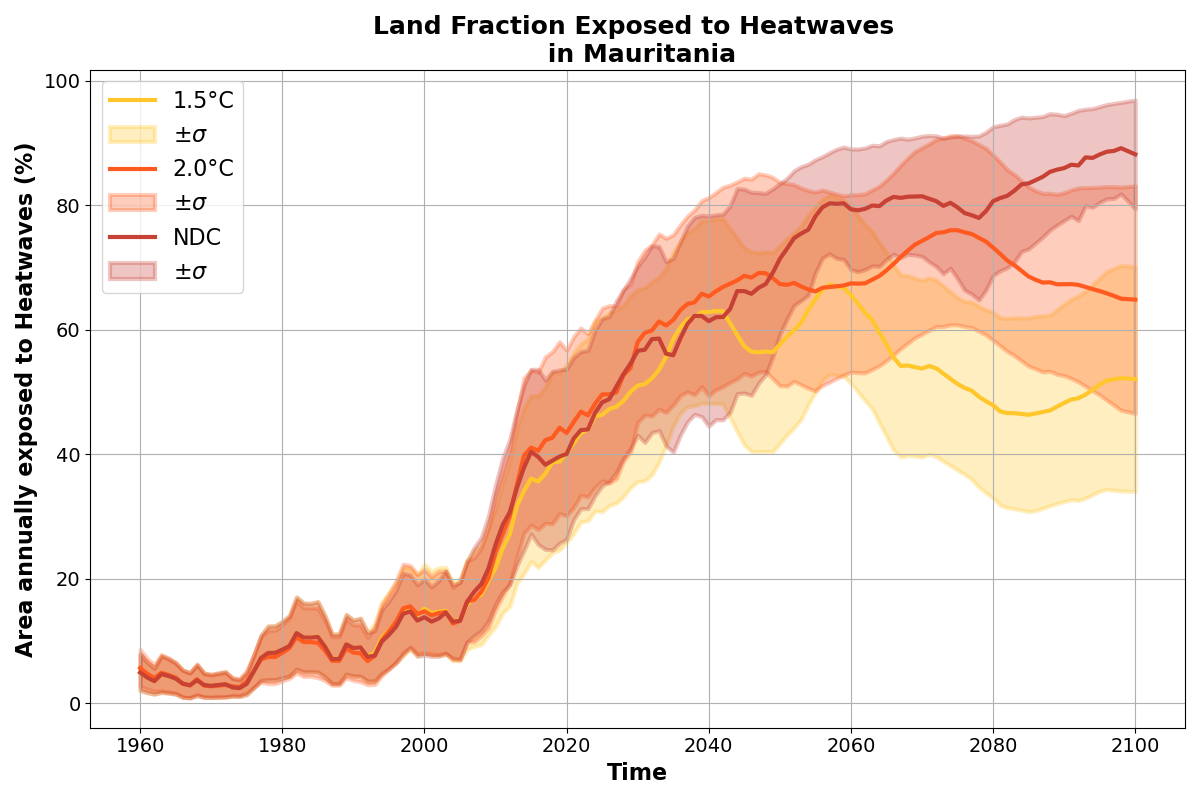 Land Fraction Exposed to Heatwaves
in Mauritania
Area annually exposed to Heatwaves (%)
100
80
60
40
20
0
1.5°C
±σ
2.0°C
±σ
NDC
±σ
1960
1980
2000
2020
2040
2060
2080
2100
Time